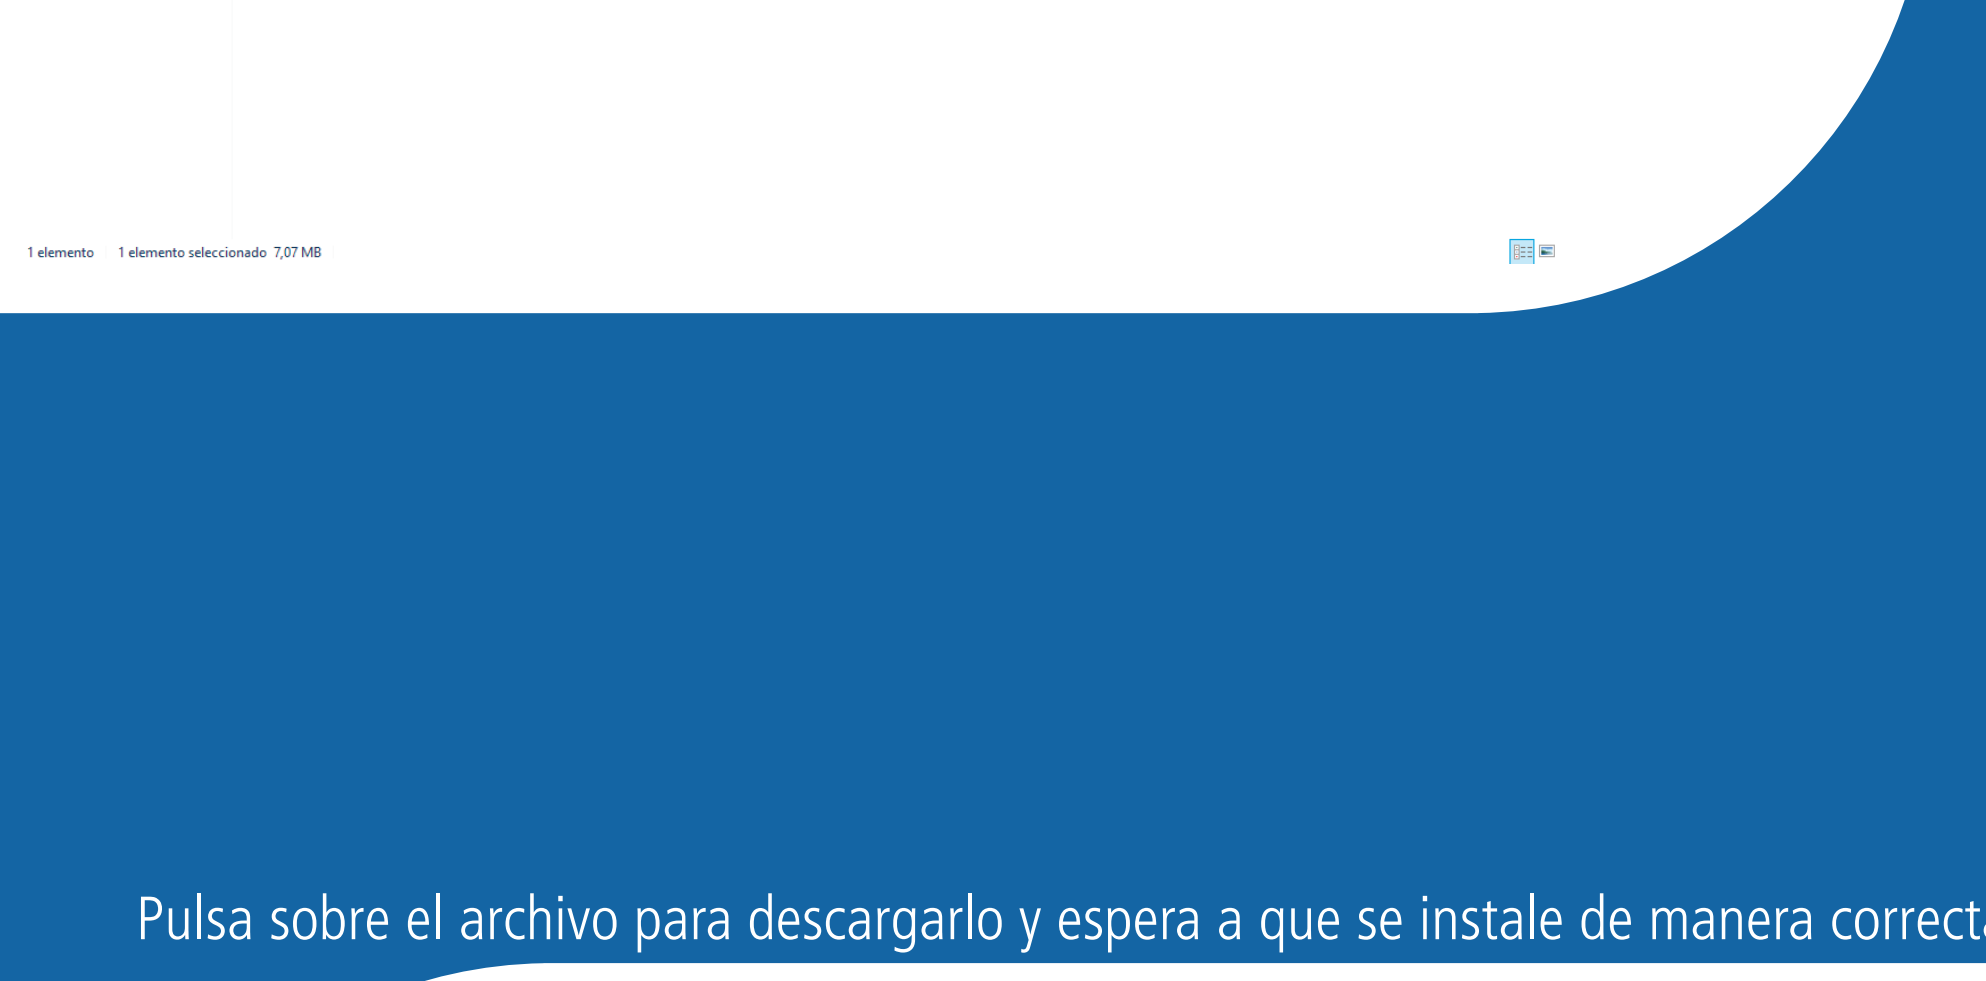 1 elemento 1 elemento seleccionado 7,07 MB
Pulsa sobre el archivo para descargarlo y espera a que se instale de manera correcta